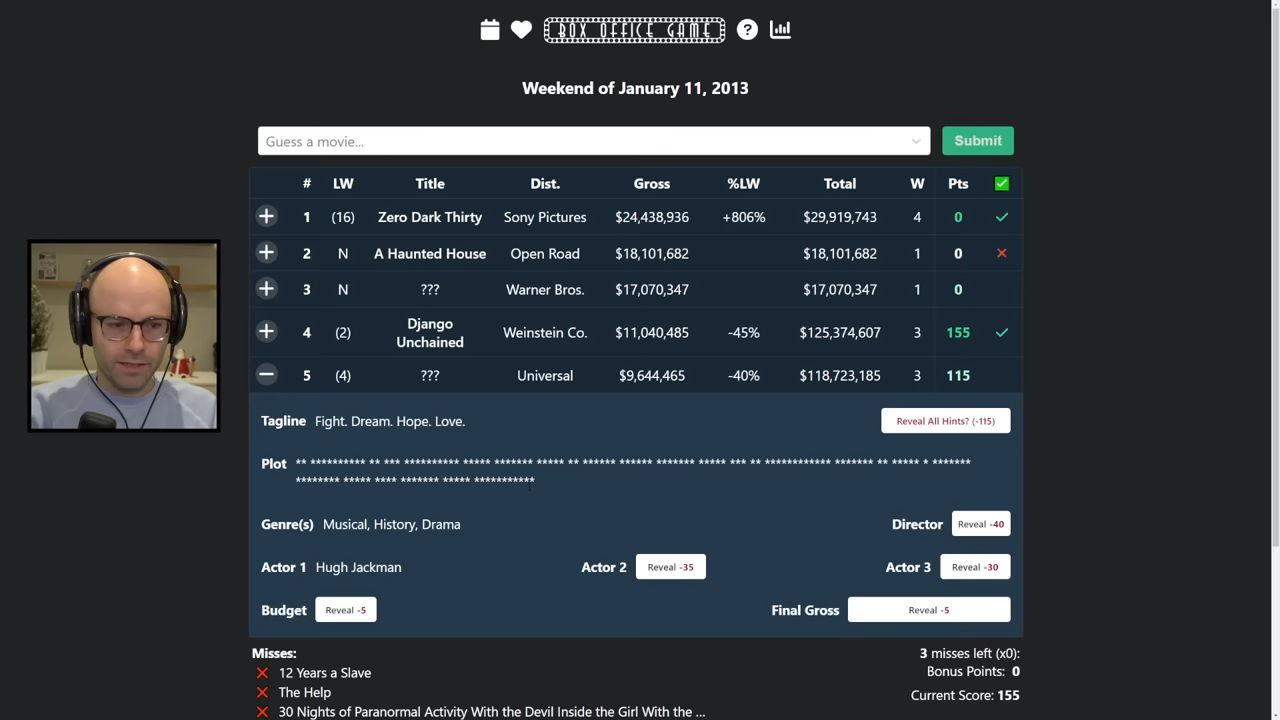 BOX OFFICE GAME
Weekend of January 11, 2013
Guess a movie...
Submit
# LW Title Dist. Gross %LW Total W Pts
1 (16) Zero Dark Thirty Sony Pictures $24,438,936 +806% $29,919,743 4 0
2 N A Haunted House Open Road $18,101,682 $18,101,682 1 0
3 N ??? Warner Bros. $17,070,347 $17,070,347 1 0
4 (2) Django Unchained Weinstein Co. $11,040,485 -45% $125,374,607 3 155
5 (4) ??? Universal $9,644,465 -40% $118,723,185 3 115
Tagline Fight. Dream. Hope. Love. Reveal All Hints? (-115)
Plot ** ********** ** *** ********** ***** ******* ***** ** ****** ****** ******* ***** *** ** ************ ******* ** ***** * *******
******** ***** **** ******* ***** ***********
Genre(s) Musical, History, Drama Director Reveal -40
Actor 1 Hugh Jackman Actor 2 Reveal -35 Actor 3 Reveal -30
Budget Reveal -5 Final Gross Reveal -5
Misses: 3 misses left (x0):
12 Years a Slave Bonus Points: 0
The Help Current Score: 155
30 Nights of Paranormal Activity With the Devil Inside the Girl With the ...